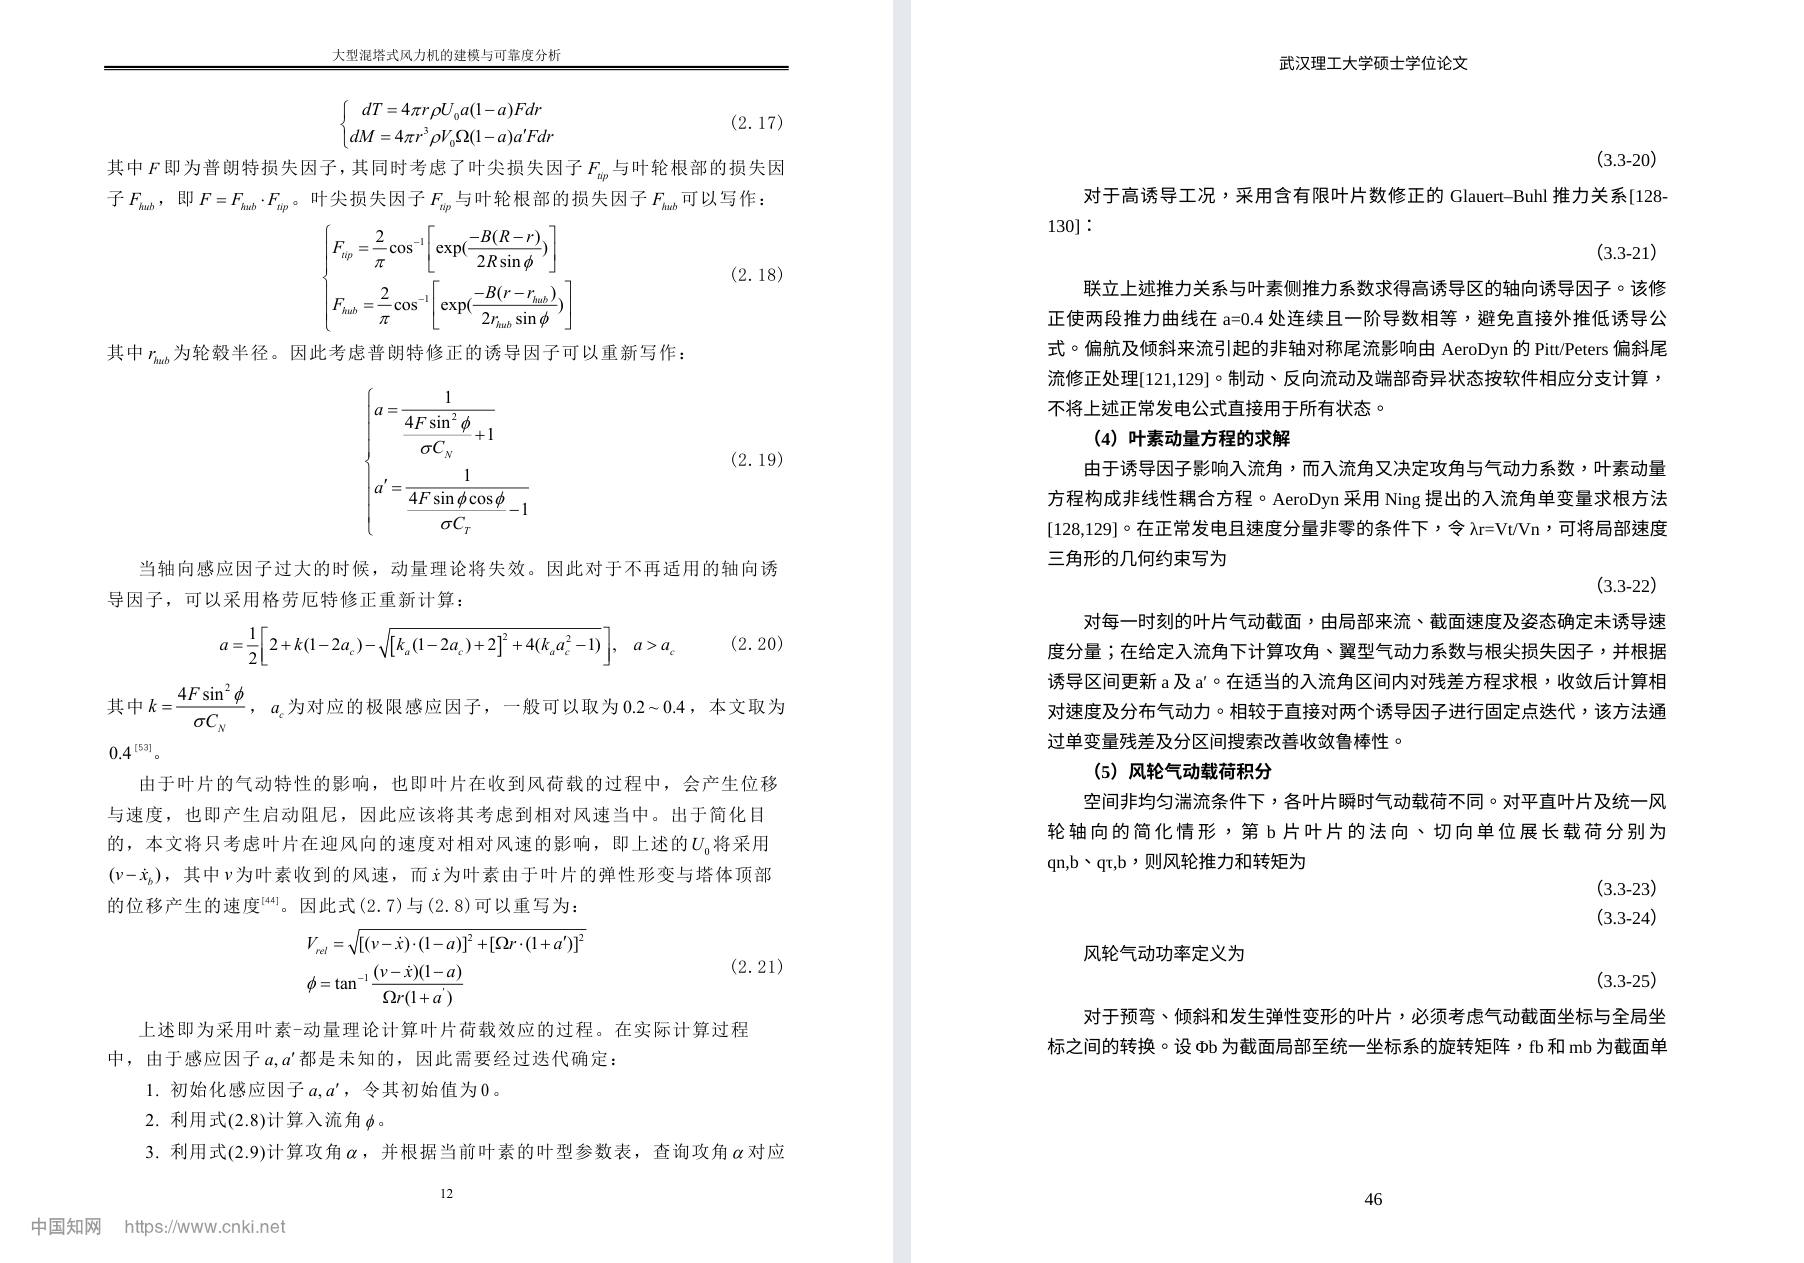 大型混塔式风力机的建模与可靠度分析
dT = 4πrρU₀a(1−a)Fdr
dM = 4πr³ρV₀Ω(1−a)a′Fdr
(2.17)
其中 F 即为普朗特损失因子，其同时考虑了叶尖损失因子 F_tip 与叶轮根部的损失因
子 F_hub，即 F = F_hub · F_tip。叶尖损失因子 F_tip 与叶轮根部的损失因子 F_hub 可以写作：
F_tip = 2/π cos⁻¹[exp(−B(R−r)/2R sin ϕ)]
(2.18)
F_hub = 2/π cos⁻¹[exp(−B(r−r_hub)/2r_hub sin ϕ)]
其中 r_hub 为轮毂半径。因此考虑普朗特修正的诱导因子可以重新写作：
a = 1/(4F sin² ϕ/σC_N + 1)
(2.19)
a′ = 1/(4F sin ϕ cos ϕ/σC_T − 1)
当轴向感应因子过大的时候，动量理论将失效。因此对于不再适用的轴向诱
导因子，可以采用格劳厄特修正重新计算：
a = 1/2 [2 + k(1−2a_c) − √([k_a(1−2a_c)+2]² + 4(k_a a_c² −1))], a > a_c (2.20)
其中 k = 4F sin² ϕ/σC_N，a_c 为对应的极限感应因子，一般可以取为 0.2 ~ 0.4，本文取为
0.4[53]。
由于叶片的气动特性的影响，也即叶片在收到风荷载的过程中，会产生位移
与速度，也即产生启动阻尼，因此应该将其考虑到相对风速当中。出于简化目
的，本文将只考虑叶片在迎风向的速度对相对风速的影响，即上述的 U₀ 将采用
(v − ẋ_b)，其中 v 为叶素收到的风速，而 ẋ 为叶素由于叶片的弹性形变与塔体顶部
的位移产生的速度[44]。因此式(2.7)与(2.8)可以重写为：
V_rel = √([(v − ẋ)·(1−a)]² + [Ωr·(1+a′)]²)
(2.21)
ϕ = tan⁻¹ (v − ẋ)(1−a)/Ωr(1+a′)
上述即为采用叶素-动量理论计算叶片荷载效应的过程。在实际计算过程
中，由于感应因子 a, a′ 都是未知的，因此需要经过迭代确定：
1. 初始化感应因子 a, a′，令其初始值为 0。
2. 利用式(2.8)计算入流角 ϕ。
3. 利用式(2.9)计算攻角 α，并根据当前叶素的叶型参数表，查询攻角 α 对应
12
中国知网 https://www.cnki.net
武汉理工大学硕士学位论文
（3.3-20）
对于高诱导工况，采用含有限叶片数修正的 Glauert–Buhl 推力关系[128-
130]：
（3.3-21）
联立上述推力关系与叶素侧推力系数求得高诱导区的轴向诱导因子。该修
正使两段推力曲线在 a=0.4 处连续且一阶导数相等，避免直接外推低诱导公
式。偏航及倾斜来流引起的非轴对称尾流影响由 AeroDyn 的 Pitt/Peters 偏斜尾
流修正处理[121,129]。制动、反向流动及端部奇异状态按软件相应分支计算，
不将上述正常发电公式直接用于所有状态。
（4）叶素动量方程的求解
由于诱导因子影响入流角，而入流角又决定攻角与气动力系数，叶素动量
方程构成非线性耦合方程。AeroDyn 采用 Ning 提出的入流角单变量求根方法
[128,129]。在正常发电且速度分量非零的条件下，令 λr=Vt/Vn，可将局部速度
三角形的几何约束写为
（3.3-22）
对每一时刻的叶片气动截面，由局部来流、截面速度及姿态确定未诱导速
度分量；在给定入流角下计算攻角、翼型气动力系数与根尖损失因子，并根据
诱导区间更新 a 及 a′。在适当的入流角区间内对残差方程求根，收敛后计算相
对速度及分布气动力。相较于直接对两个诱导因子进行固定点迭代，该方法通
过单变量残差及分区间搜索改善收敛鲁棒性。
（5）风轮气动载荷积分
空间非均匀湍流条件下，各叶片瞬时气动载荷不同。对平直叶片及统一风
轮轴向的简化情形，第 b 片叶片的法向、切向单位展长载荷分别为
qn,b、qτ,b，则风轮推力和转矩为
（3.3-23）
（3.3-24）
风轮气动功率定义为
（3.3-25）
对于预弯、倾斜和发生弹性变形的叶片，必须考虑气动截面坐标与全局坐
标之间的转换。设 Φb 为截面局部至统一坐标系的旋转矩阵，fb 和 mb 为截面单
46